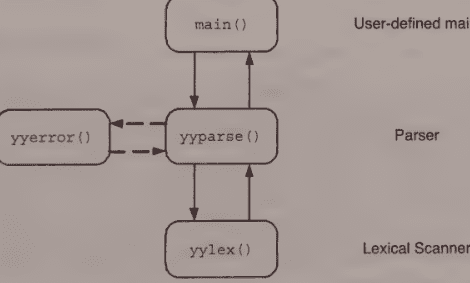 main() User-defined mai
yyerror() yyparse() Parser
yylex() Lexical Scanner